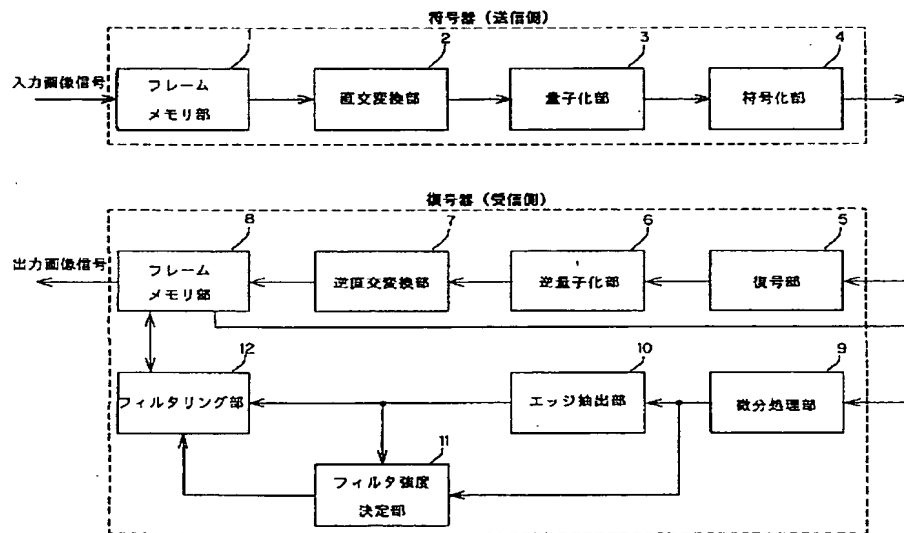 符号器（送信側）
1
2
3
4
入力画像信号
フレーム
メモリ部
直交変換部
量子化部
符号化部
復号器（受信側）
8
7
6
5
出力画像信号
フレーム
メモリ部
逆直交変換部
逆量子化部
復号部
12
10
9
フィルタリング部
エッジ抽出部
微分処理部
11
フィルタ強度
決定部